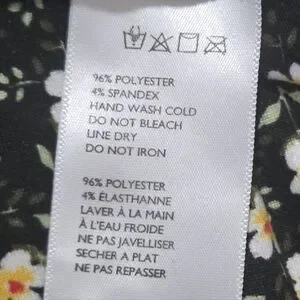 96% POLYESTER
4% SPANDEX
HAND WASH COLD
DO NOT BLEACH
LINE DRY
DO NOT IRON
96% POLYESTER
4% ÉLASTHANNE
LAVER À LA MAIN
À L'EAU FROIDE
NE PAS JAVELLISER
SECHER A PLAT
NE PAS REPASSER